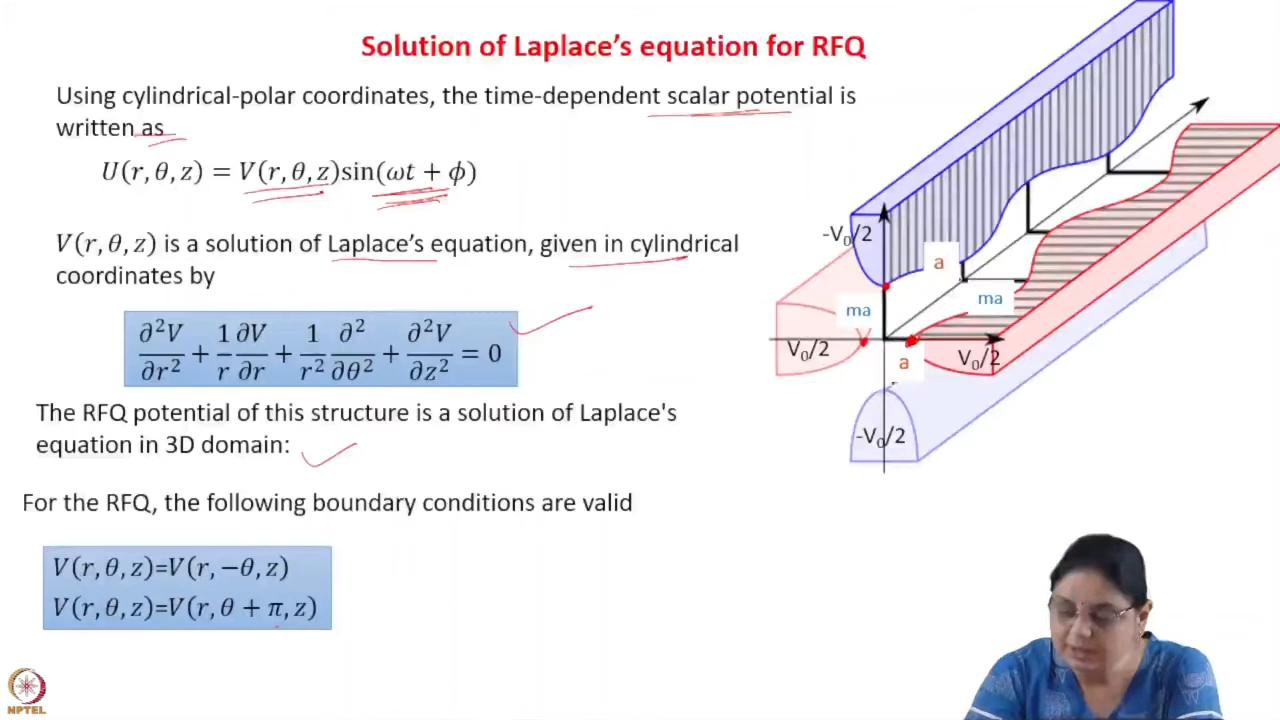 Solution of Laplace's equation for RFQ
Using cylindrical-polar coordinates, the time-dependent scalar potential is
written as
U(r, θ, z) = V(r, θ, z)sin(ωt + ϕ)
V(r, θ, z) is a solution of Laplace's equation, given in cylindrical
coordinates by
∂²V/∂r² + 1/r ∂V/∂r + 1/r² ∂²/∂θ² + ∂²V/∂z² = 0
The RFQ potential of this structure is a solution of Laplace's
equation in 3D domain:
For the RFQ, the following boundary conditions are valid
V(r, θ, z)=V(r, −θ, z)
V(r, θ, z)=V(r, θ + π, z)
-V₀/2
a
ma
ma
V₀/2
a
V₀/2
-V₀/2
NPTEL